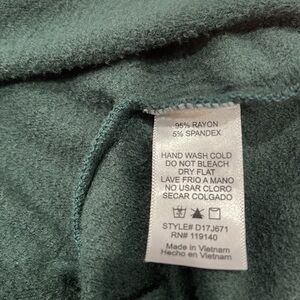 95% RAYON
5% SPANDEX
HAND WASH COLD
DO NOT BLEACH
DRY FLAT
LAVE FRIO A MANO
NO USAR CLORO
SECAR COLGADO
STYLE# D17J671
RN# 119140
Made in Vietnam
Hecho en Vietnam